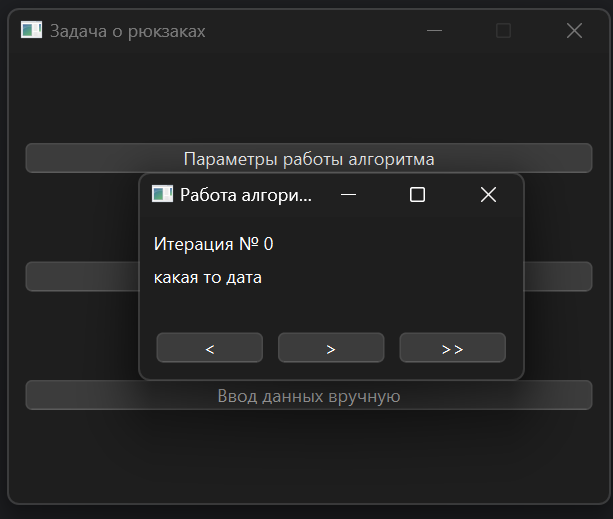 Задача о рюкзаках
Параметры работы алгоритма
Работа алгори...
Итерация № 0
какая то дата
<
>
>>
Ввод данных вручную